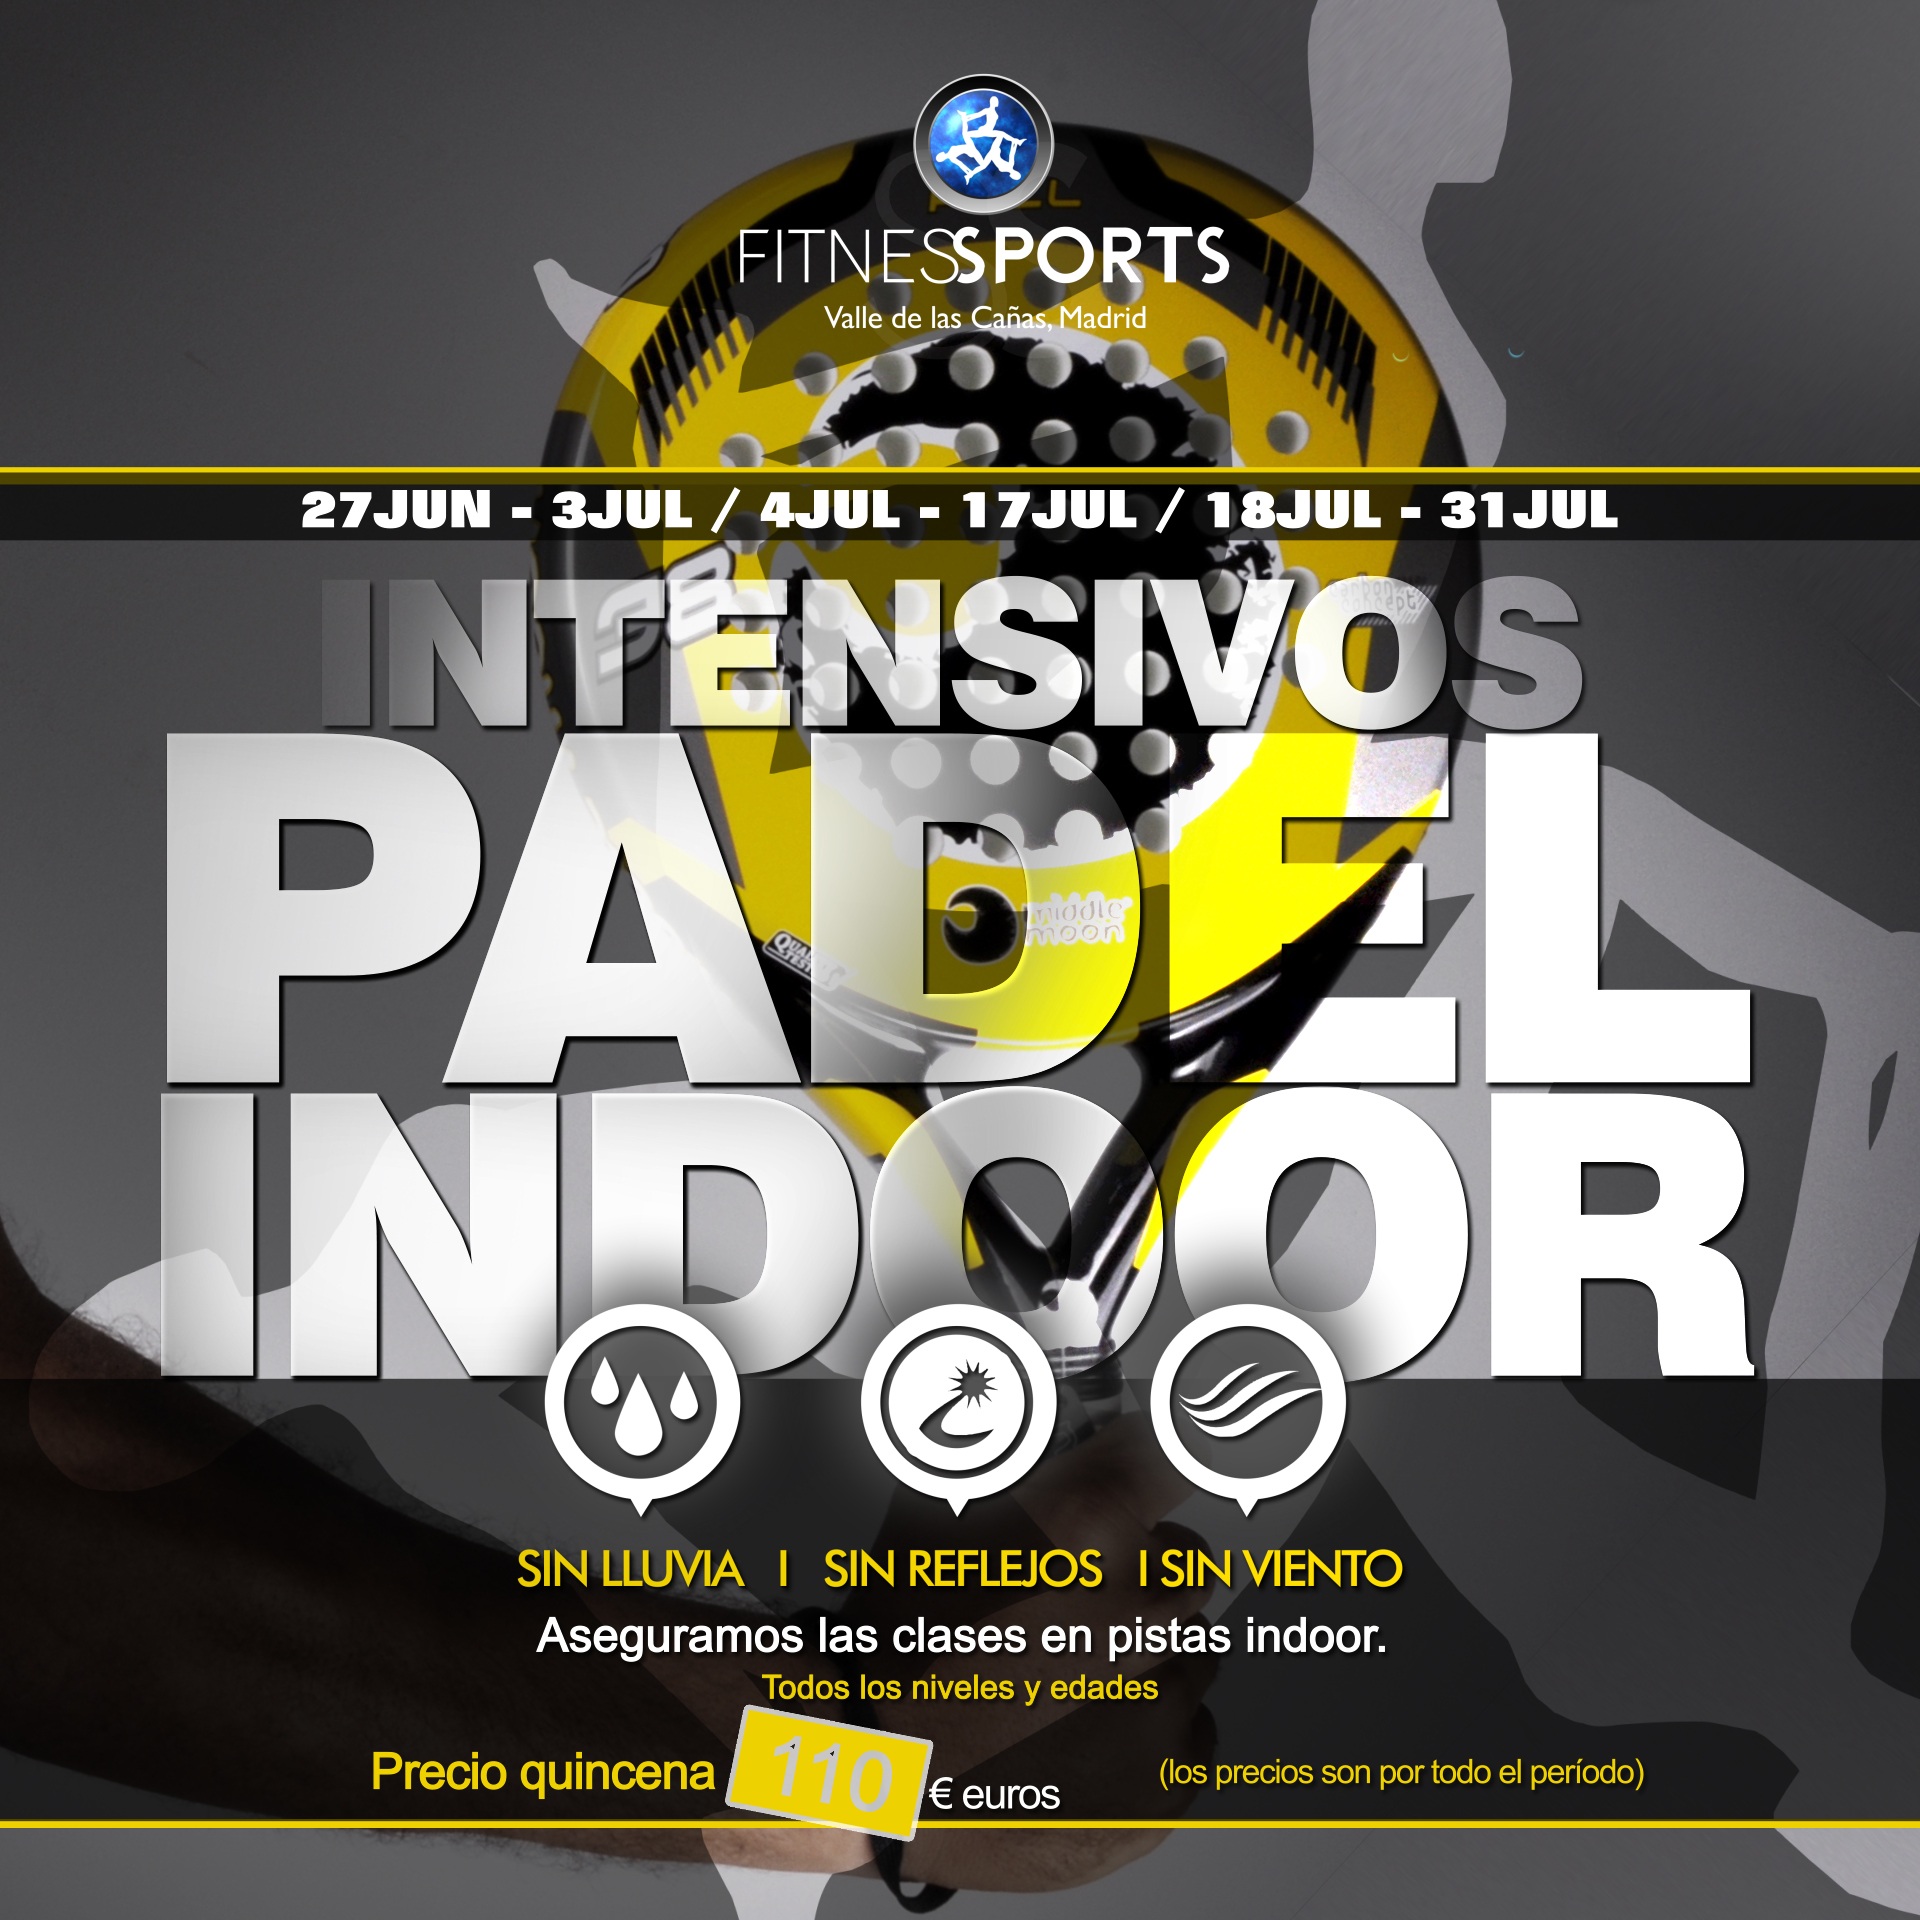 FITNESSPORTS
Valle de las Cañas, Madrid
27JUN - 3JUL / 4JUL - 17JUL / 18JUL - 31JUL
INTENSIVOS
PADEL
INDOOR
middle
moon
SIN LLUVIA I SIN REFLEJOS I SIN VIENTO
Aseguramos las clases en pistas indoor.
Todos los niveles y edades
Precio quincena 110 € euros (los precios son por todo el período)